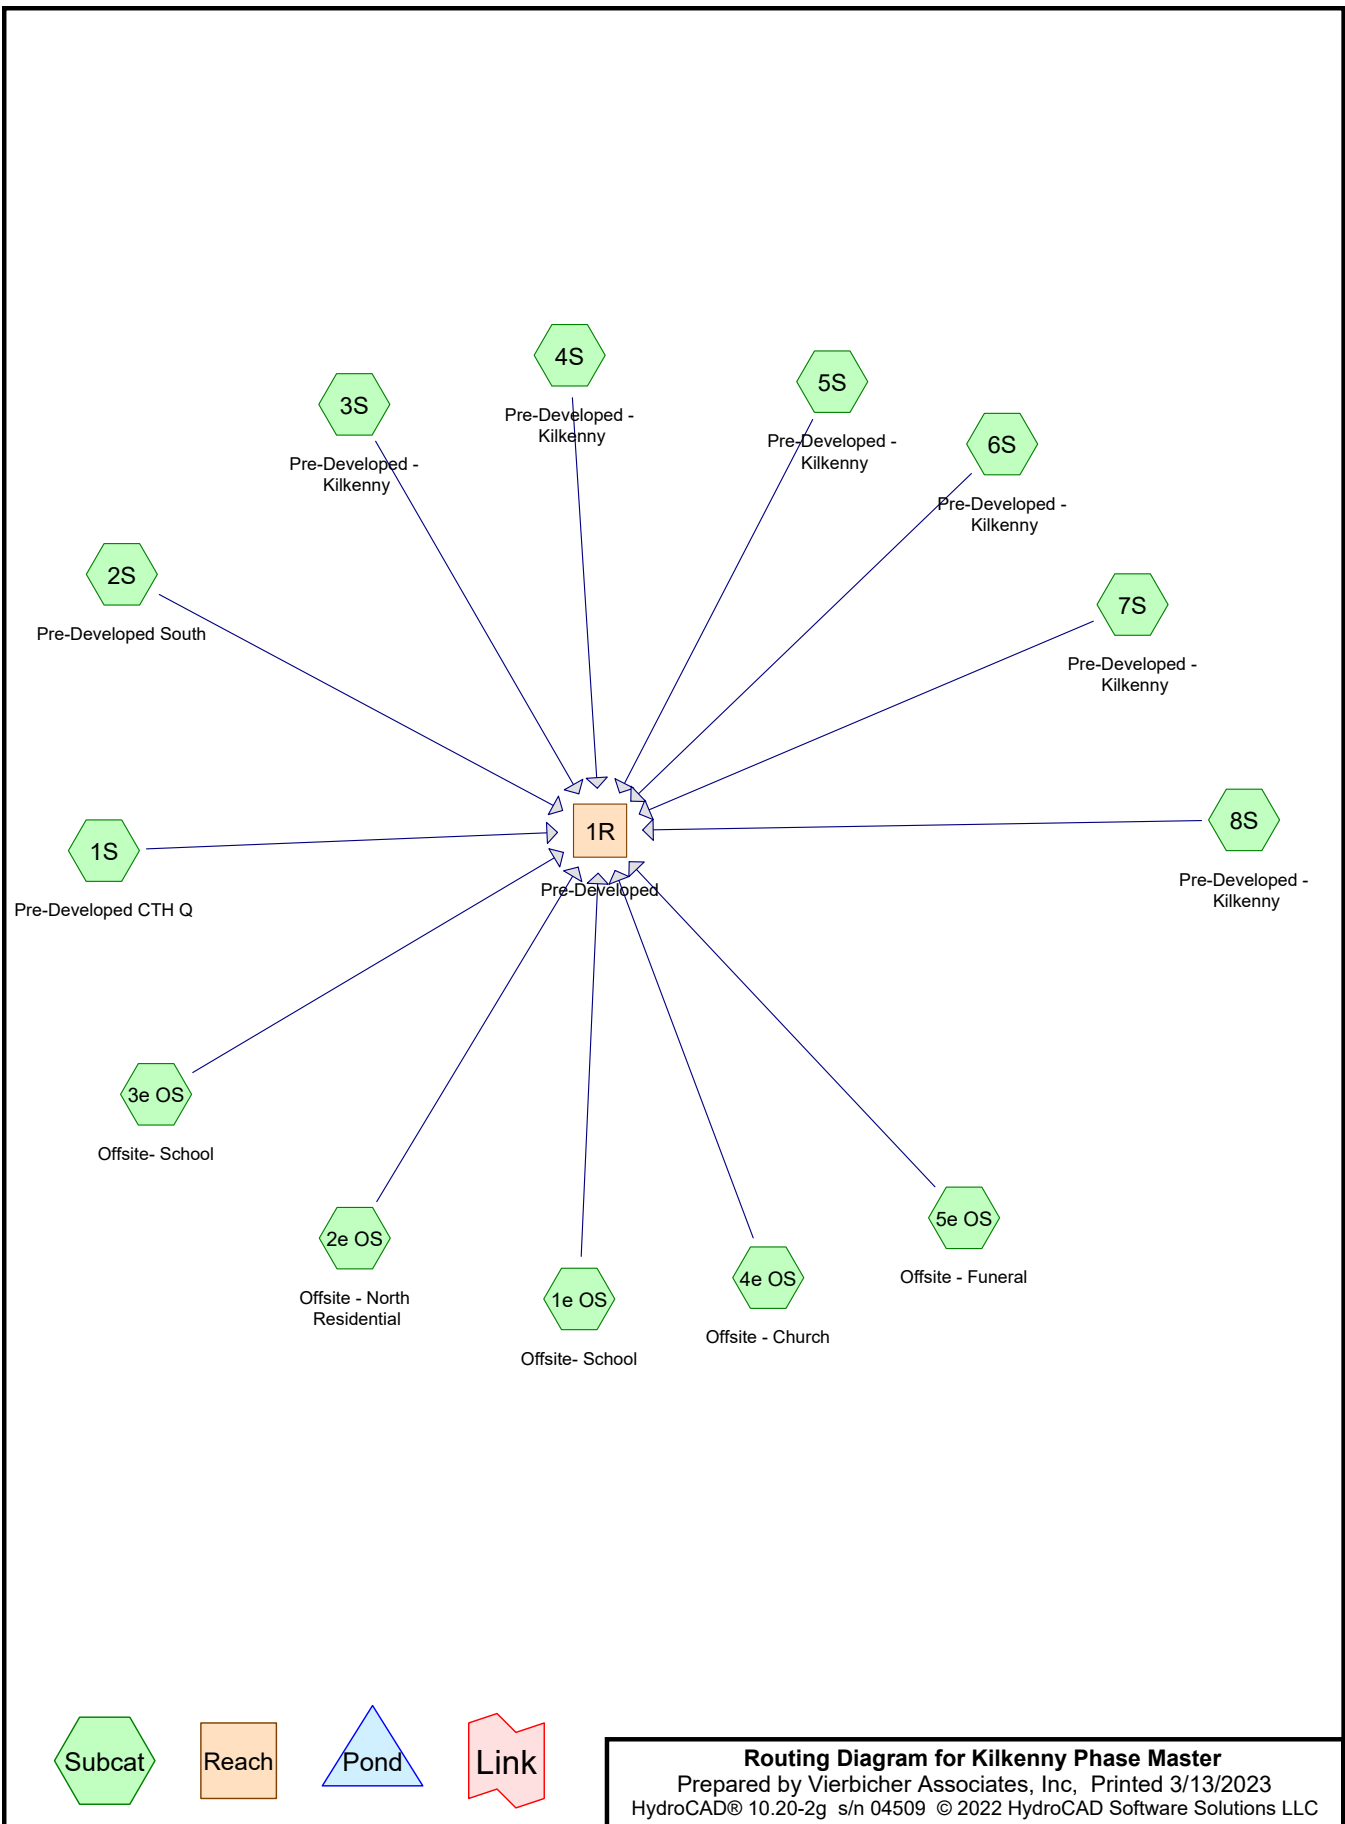 4S
Pre-Developed -
Kilkenny
5S
Pre-Developed -
Kilkenny
3S
Pre-Developed -
Kilkenny
6S
Pre-Developed -
Kilkenny
2S
Pre-Developed South
7S
Pre-Developed -
Kilkenny
8S
Pre-Developed -
Kilkenny
1R
Pre-Developed
1S
Pre-Developed CTH Q
3e OS
Offsite- School
2e OS
Offsite - North
Residential
1e OS
Offsite- School
4e OS
Offsite - Church
5e OS
Offsite - Funeral
Subcat
Reach
Pond
Link
Routing Diagram for Kilkenny Phase Master
Prepared by Vierbicher Associates, Inc, Printed 3/13/2023
HydroCAD® 10.20-2g s/n 04509 © 2022 HydroCAD Software Solutions LLC